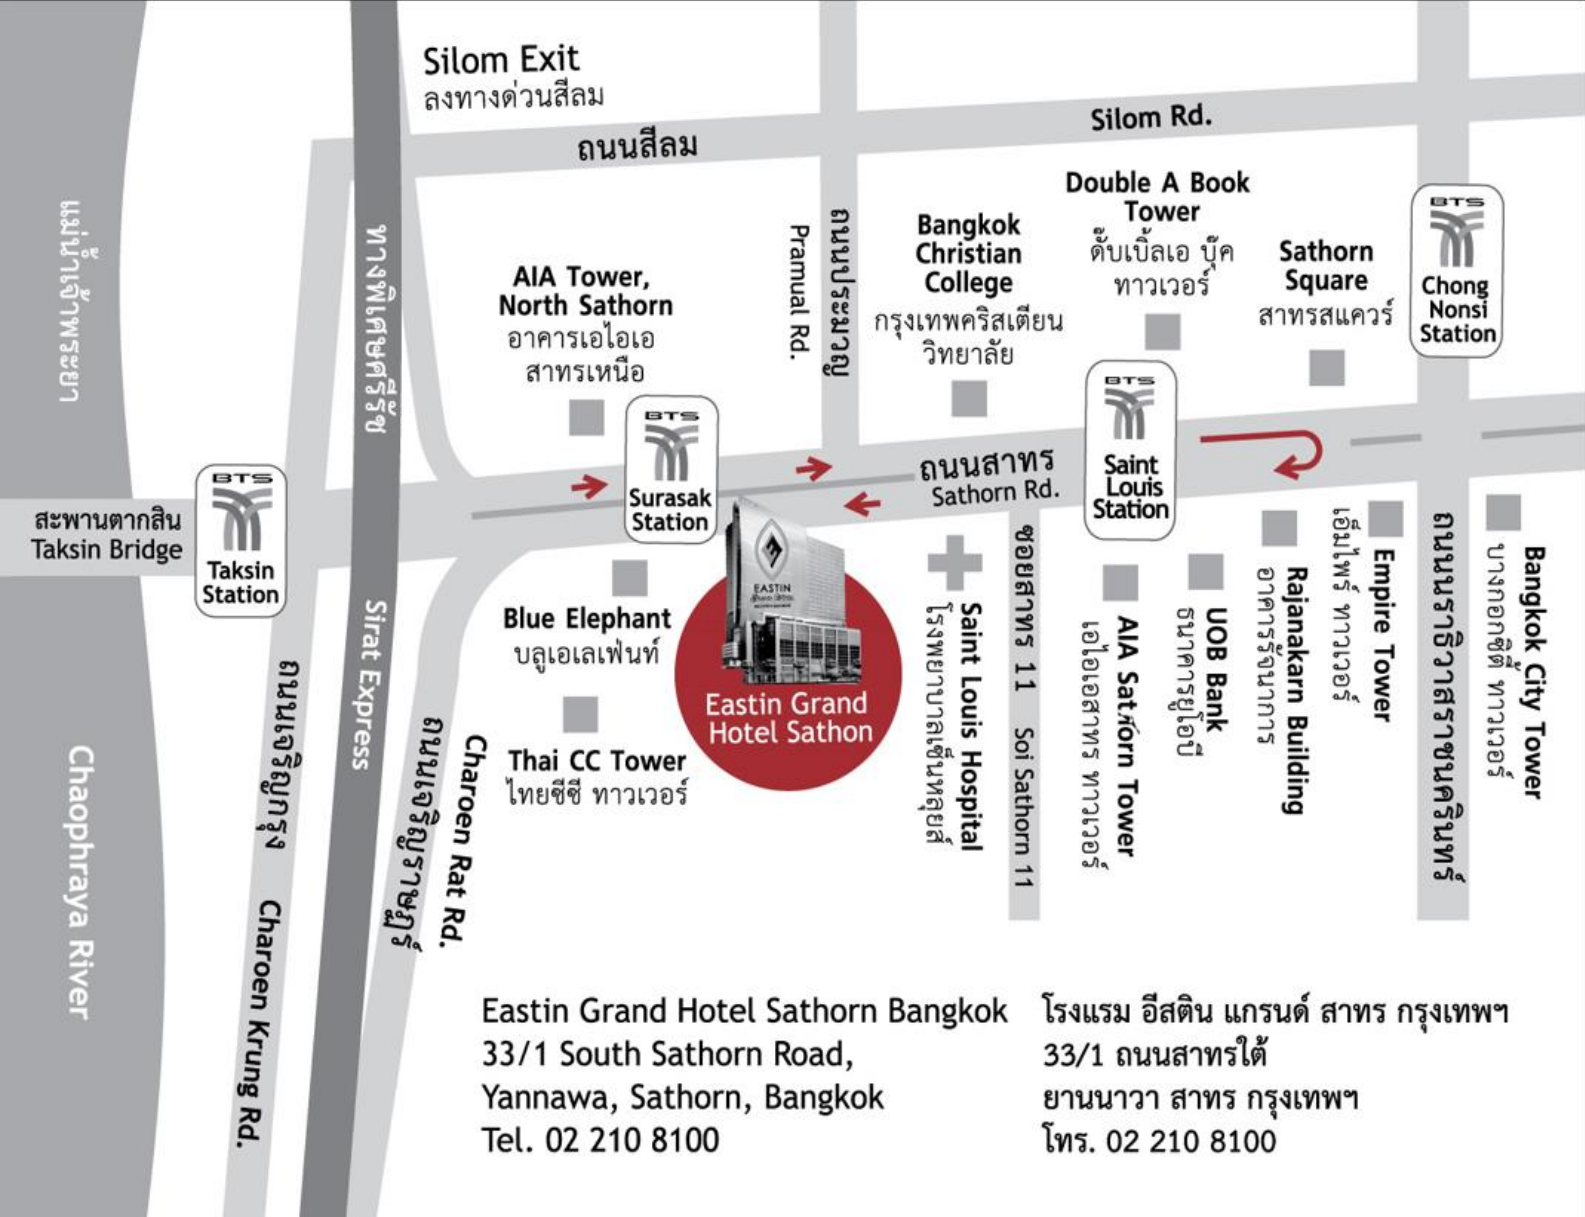 Silom Exit
ลงทางด่วนสีลม
ถนนสีลม
Silom Rd.
แม่น้ำเจ้าพระยา
Chaophraya River
ทางพิเศษศรีรัช
Sirat Express
AIA Tower,
North Sathorn
อาคารเอไอเอ
สาทรเหนือ
Pramual Rd.
ถนนประมวญ
Bangkok
Christian
College
กรุงเทพคริสเตียน
วิทยาลัย
Double A Book
Tower
ดั๊บเบิ้ลเอ บุ๊ค
ทาวเวอร์
Sathorn
Square
สาทรสแควร์
BTS
Chong
Nonsi
Station
BTS
Saint
Louis
Station
BTS
Surasak
Station
BTS
Taksin
Station
สะพานตากสิน
Taksin Bridge
ถนนสาทร
Sathorn Rd.
EASTIN
Eastin Grand
Hotel Sathon
Blue Elephant
บลูเอเลเฟ่นท์
Thai CC Tower
ไทยซีซี ทาวเวอร์
ถนนเจริญกรุง
Charoen Krung Rd.
ถนนเจริญราษฎร์
Charoen Rat Rd.
Saint Louis Hospital
โรงพยาบาลเซ็นหลุยส์
ซอยสาทร 11
Soi Sathorn 11
AIA Sathorn Tower
เอไอเอสาทร ทาวเวอร์
UOB Bank
ธนาคารยูโอบี
Rajanakarn Building
อาคารรัจนาการ
Empire Tower
เอ็มไพร์ ทาวเวอร์
ถนนนราธิวาสราชนครินทร์
Bangkok City Tower
บางกอกซิตี้ ทาวเวอร์
Eastin Grand Hotel Sathorn Bangkok
33/1 South Sathorn Road,
Yannawa, Sathorn, Bangkok
Tel. 02 210 8100
โรงแรม อีสติน แกรนด์ สาทร กรุงเทพฯ
33/1 ถนนสาทรใต้
ยานนาวา สาทร กรุงเทพฯ
โทร. 02 210 8100